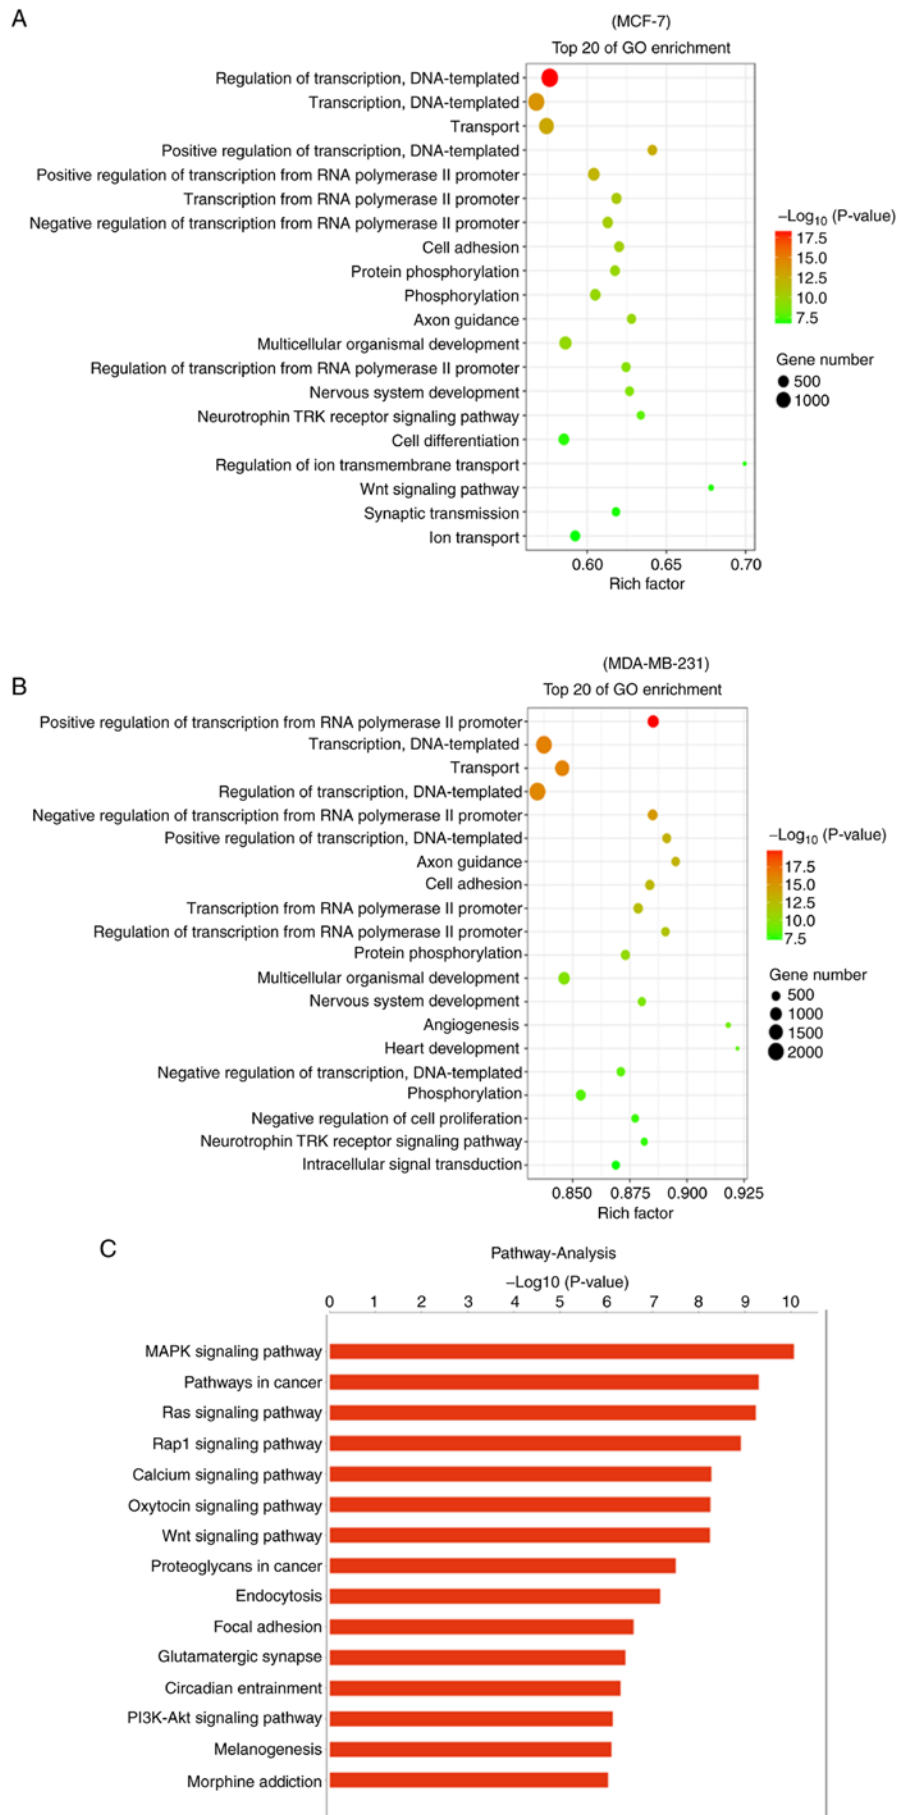 A
(MCF-7)
Top 20 of GO enrichment
Regulation of transcription, DNA-templated
Transcription, DNA-templated
Transport
Positive regulation of transcription, DNA-templated
Positive regulation of transcription from RNA polymerase II promoter
Transcription from RNA polymerase II promoter
Negative regulation of transcription from RNA polymerase II promoter
Cell adhesion
Protein phosphorylation
Phosphorylation
Axon guidance
Multicellular organismal development
Regulation of transcription from RNA polymerase II promoter
Nervous system development
Neurotrophin TRK receptor signaling pathway
Cell differentiation
Regulation of ion transmembrane transport
Wnt signaling pathway
Synaptic transmission
Ion transport
0.60 0.65 0.70
Rich factor
−Log10 (P-value)
17.5
15.0
12.5
10.0
7.5
Gene number
500
1000
B
(MDA-MB-231)
Top 20 of GO enrichment
Positive regulation of transcription from RNA polymerase II promoter
Transcription, DNA-templated
Transport
Regulation of transcription, DNA-templated
Negative regulation of transcription from RNA polymerase II promoter
Positive regulation of transcription, DNA-templated
Axon guidance
Cell adhesion
Transcription from RNA polymerase II promoter
Regulation of transcription from RNA polymerase II promoter
Protein phosphorylation
Multicellular organismal development
Nervous system development
Angiogenesis
Heart development
Negative regulation of transcription, DNA-templated
Phosphorylation
Negative regulation of cell proliferation
Neurotrophin TRK receptor signaling pathway
Intracellular signal transduction
0.850 0.875 0.900 0.925
Rich factor
−Log10 (P-value)
17.5
15.0
12.5
10.0
7.5
Gene number
500
1000
1500
2000
C
Pathway-Analysis
−Log10 (P-value)
0 1 2 3 4 5 6 7 8 9 10
MAPK signaling pathway
Pathways in cancer
Ras signaling pathway
Rap1 signaling pathway
Calcium signaling pathway
Oxytocin signaling pathway
Wnt signaling pathway
Proteoglycans in cancer
Endocytosis
Focal adhesion
Glutamatergic synapse
Circadian entrainment
PI3K-Akt signaling pathway
Melanogenesis
Morphine addiction